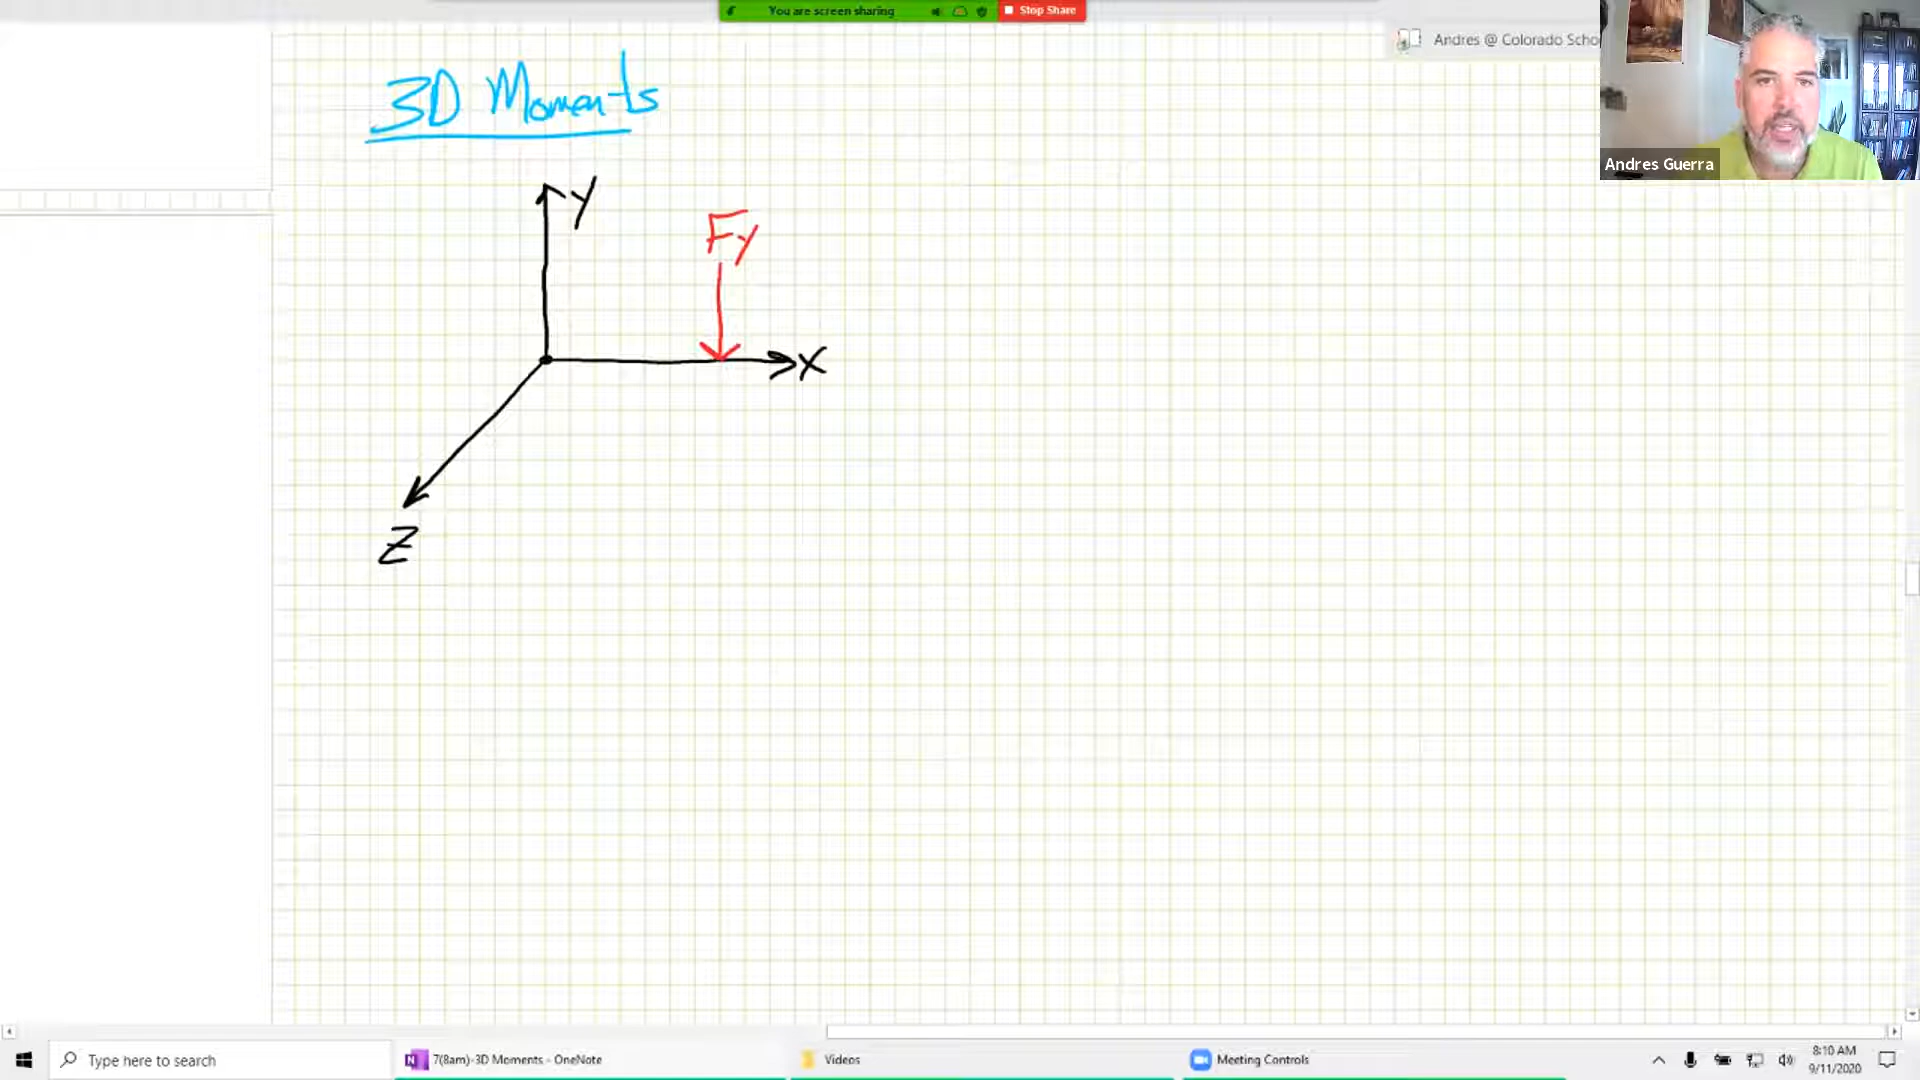 You are screen sharing
Stop Share
Andres @ Colorado Scho
Andres Guerra
3D Moments
Y
Fy
X
Z
Type here to search
7(8am)-3D Moments - OneNote
Videos
Meeting Controls
8:10 AM
9/11/2020